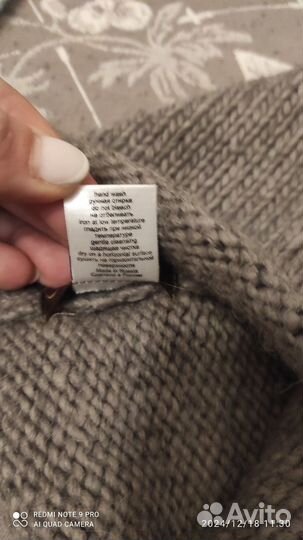 hand wash
ручная стирка
do not bleach
не отбеливать
iron at low temperature
гладить при низкой
температуре
gentle cleansing
щадящая чистка
dry on a horizontal surface
сушить на горизонтальной
поверхности
Made in Russia
Сделано в России
REDMI NOTE 9 PRO
AI QUAD CAMERA
2024/12/18 11:30
Avito